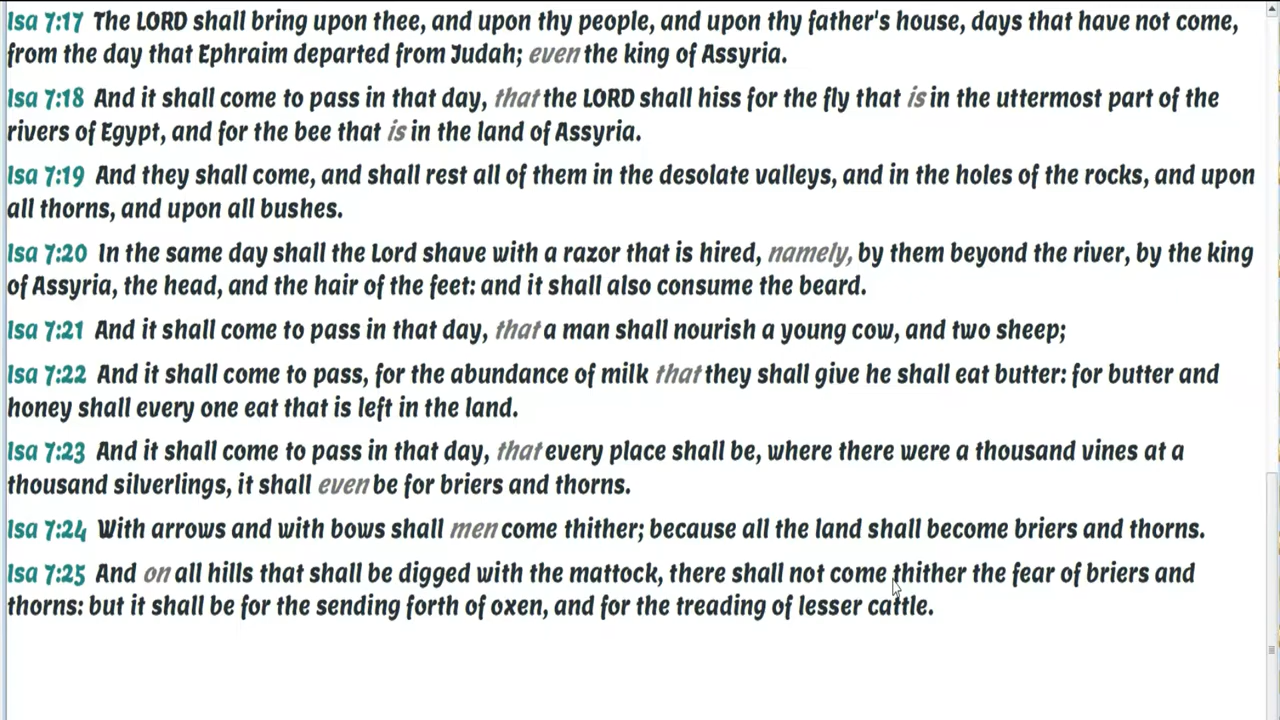 Isa 7:17 The LORD shall bring upon thee, and upon thy people, and upon thy father's house, days that have not come,
from the day that Ephraim departed from Judah; even the king of Assyria.
Isa 7:18 And it shall come to pass in that day, that the LORD shall hiss for the fly that is in the uttermost part of the
rivers of Egypt, and for the bee that is in the land of Assyria.
Isa 7:19 And they shall come, and shall rest all of them in the desolate valleys, and in the holes of the rocks, and upon
all thorns, and upon all bushes.
Isa 7:20 In the same day shall the Lord shave with a razor that is hired, namely, by them beyond the river, by the king
of Assyria, the head, and the hair of the feet: and it shall also consume the beard.
Isa 7:21 And it shall come to pass in that day, that a man shall nourish a young cow, and two sheep;
Isa 7:22 And it shall come to pass, for the abundance of milk that they shall give he shall eat butter: for butter and
honey shall every one eat that is left in the land.
Isa 7:23 And it shall come to pass in that day, that every place shall be, where there were a thousand vines at a
thousand silverlings, it shall even be for briers and thorns.
Isa 7:24 With arrows and with bows shall men come thither; because all the land shall become briers and thorns.
Isa 7:25 And on all hills that shall be digged with the mattock, there shall not come thither the fear of briers and
thorns: but it shall be for the sending forth of oxen, and for the treading of lesser cattle.